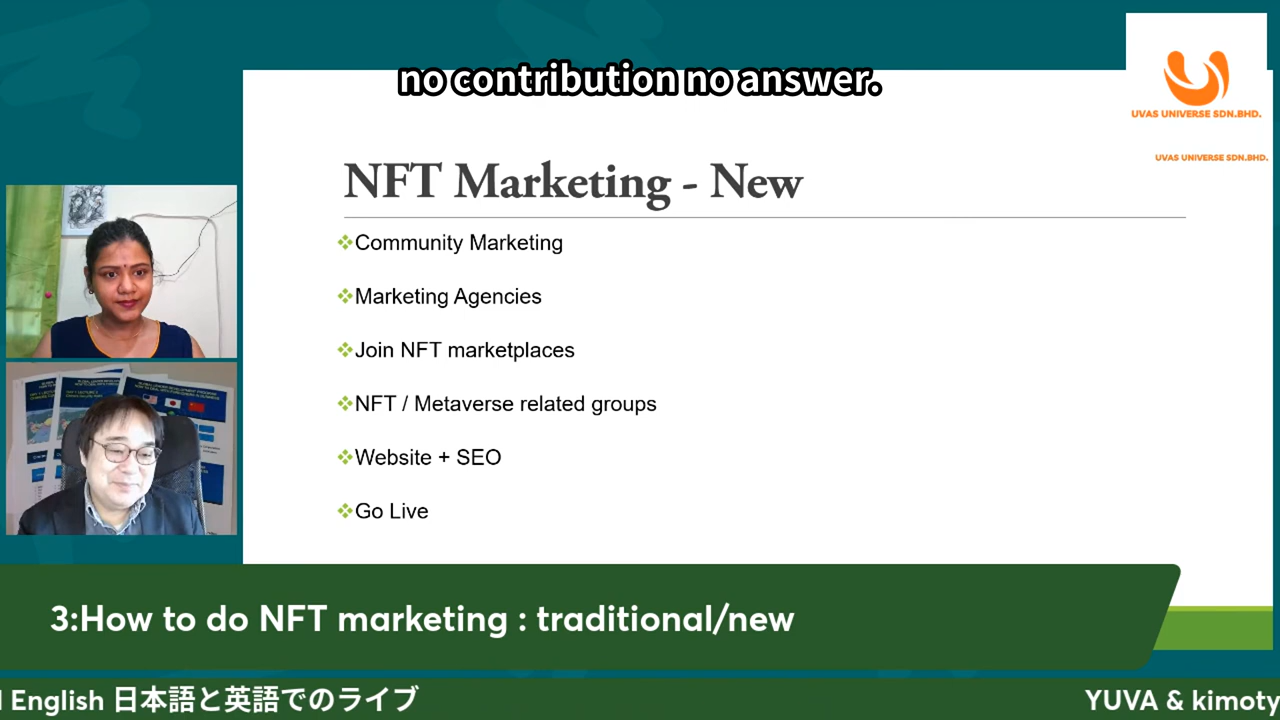 no contribution no answer.
UVAS UNIVERSE SDN.BHD.
UVAS UNIVERSE SDN.BHD.
NFT Marketing - New
❖Community Marketing
❖Marketing Agencies
❖Join NFT marketplaces
❖NFT / Metaverse related groups
❖Website + SEO
❖Go Live
3:How to do NFT marketing : traditional/new
English 日本語と英語でのライブ
YUVA & kimoty